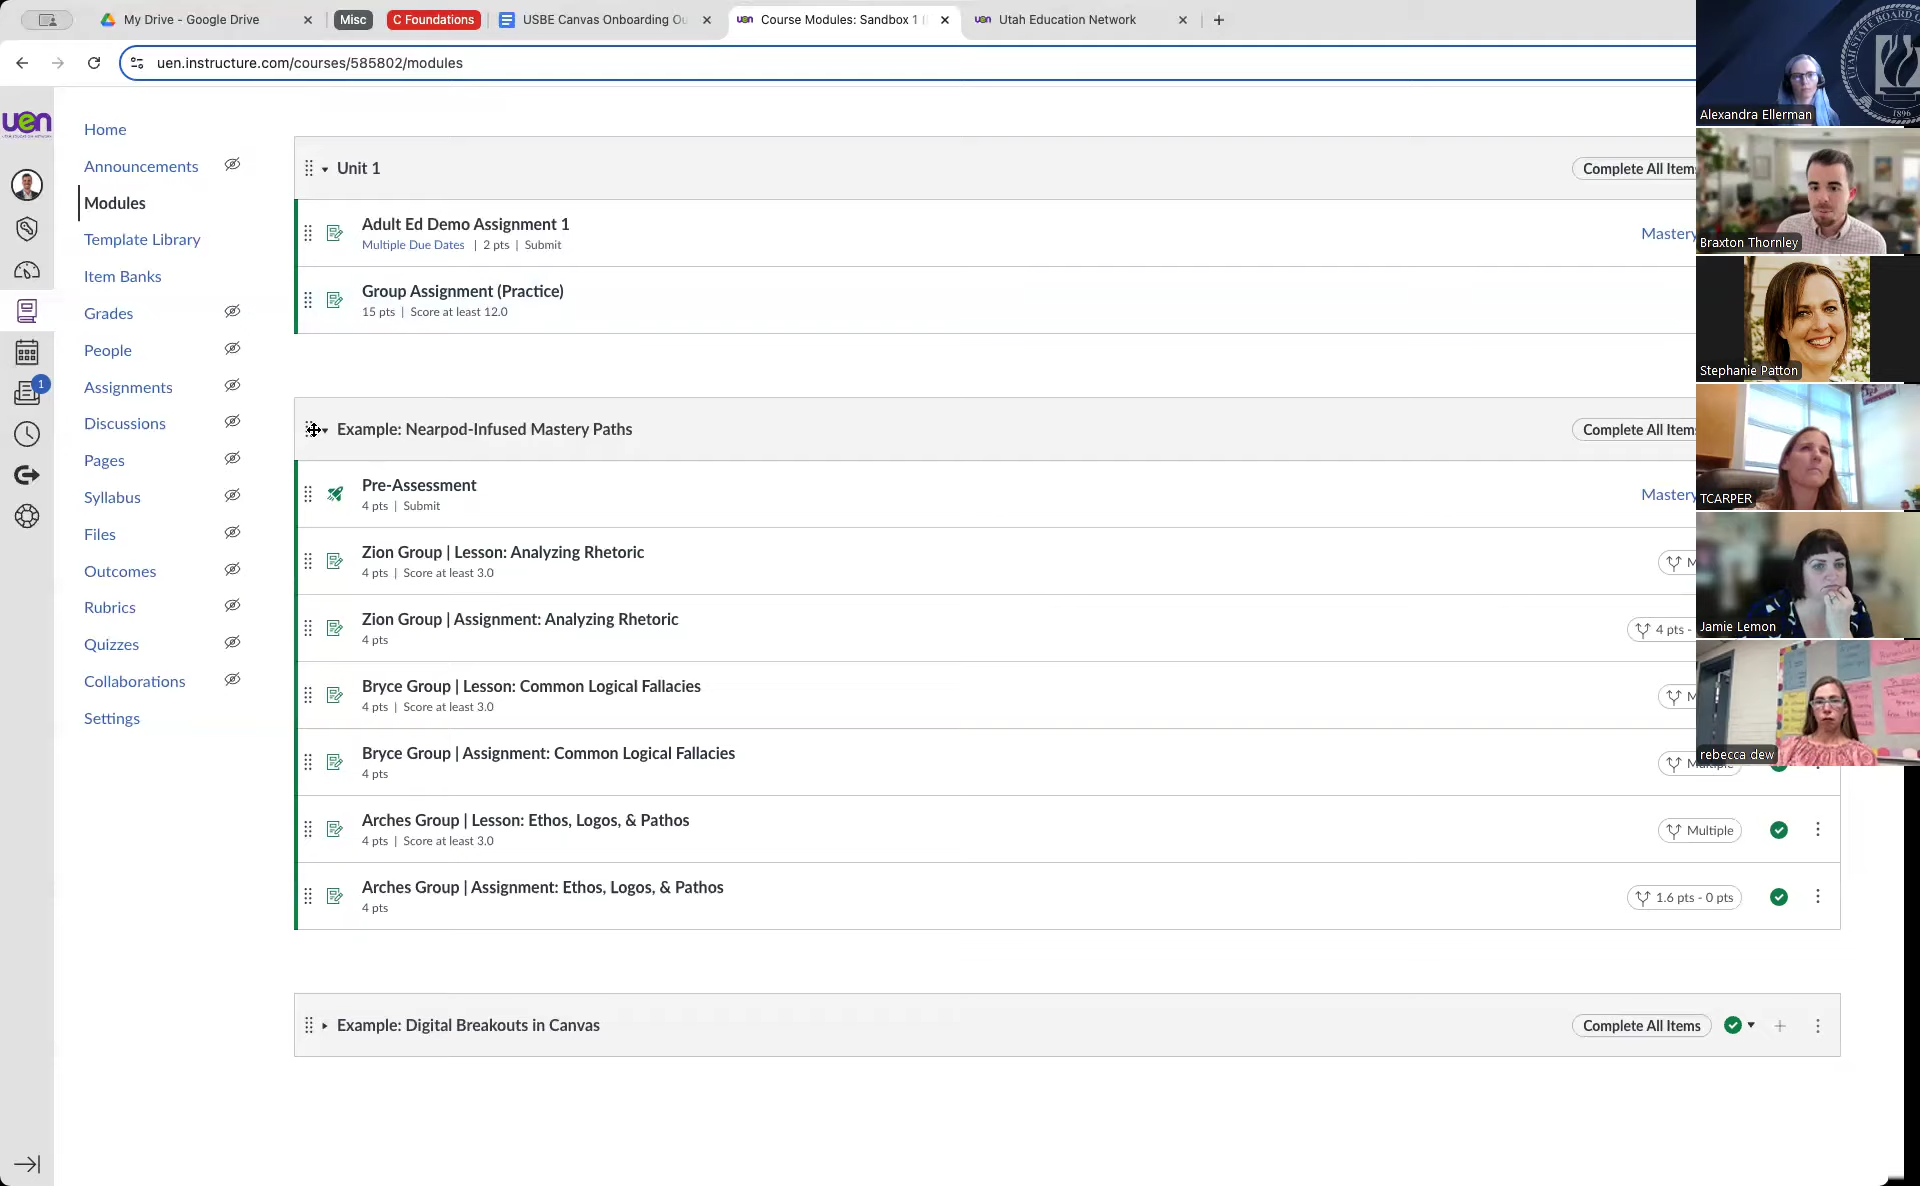 My Drive - Google Drive
Misc
C Foundations
USBE Canvas Onboarding Ou
uen Course Modules: Sandbox 1
uen Utah Education Network
uen.instructure.com/courses/585802/modules
uen
1
Home
Announcements
Modules
Template Library
Item Banks
Grades
People
Assignments
Discussions
Pages
Syllabus
Files
Outcomes
Rubrics
Quizzes
Collaborations
Settings
Unit 1
Complete All Item
Adult Ed Demo Assignment 1
Multiple Due Dates | 2 pts | Submit
Mastery
Group Assignment (Practice)
15 pts | Score at least 12.0
Example: Nearpod-Infused Mastery Paths
Complete All Item
Pre-Assessment
4 pts | Submit
Mastery
Zion Group | Lesson: Analyzing Rhetoric
4 pts | Score at least 3.0
M
Zion Group | Assignment: Analyzing Rhetoric
4 pts
4 pts -
Bryce Group | Lesson: Common Logical Fallacies
4 pts | Score at least 3.0
M
Bryce Group | Assignment: Common Logical Fallacies
4 pts
Multiple
Arches Group | Lesson: Ethos, Logos, & Pathos
4 pts | Score at least 3.0
Multiple
Arches Group | Assignment: Ethos, Logos, & Pathos
4 pts
1.6 pts - 0 pts
Example: Digital Breakouts in Canvas
Complete All Items
1896
Alexandra Ellerman
Braxton Thornley
Stephanie Patton
TCARPER
Jamie Lemon
rebecca dew